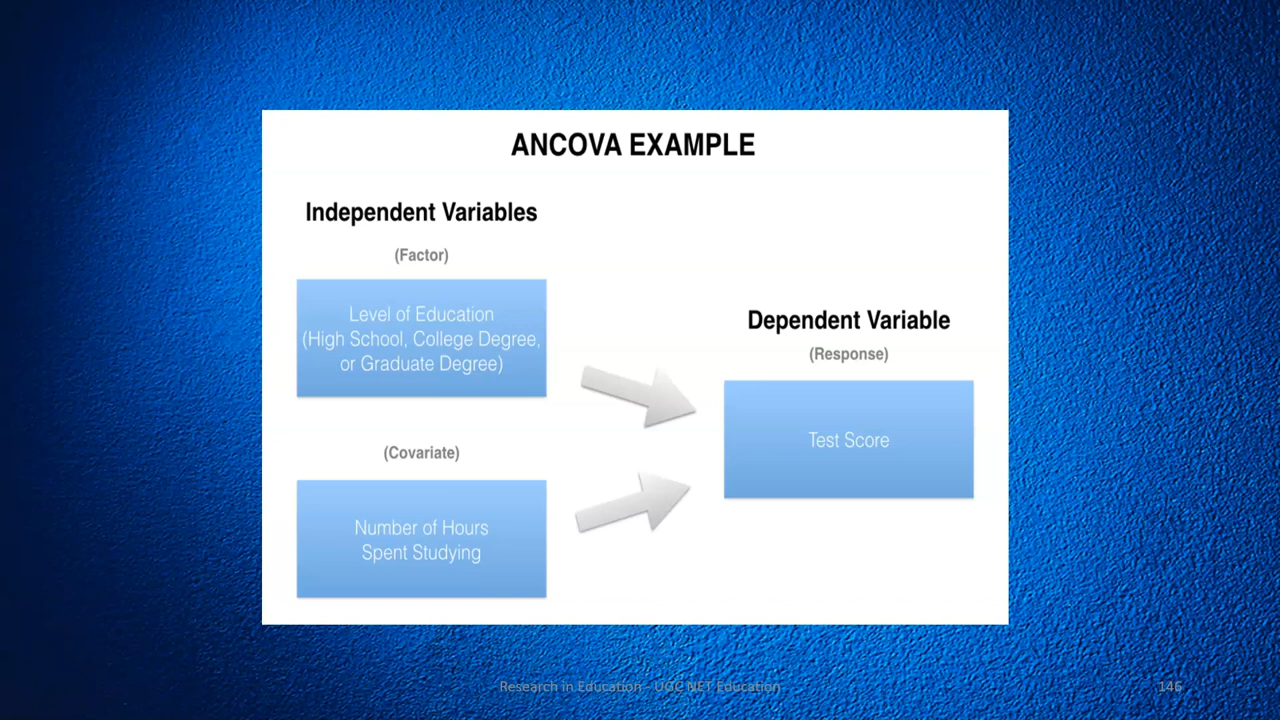 ANCOVA EXAMPLE
Independent Variables
(Factor)
Level of Education
(High School, College Degree,
or Graduate Degree)
(Covariate)
Number of Hours
Spent Studying
Dependent Variable
(Response)
Test Score
Research in Education - UGC NET Education
146